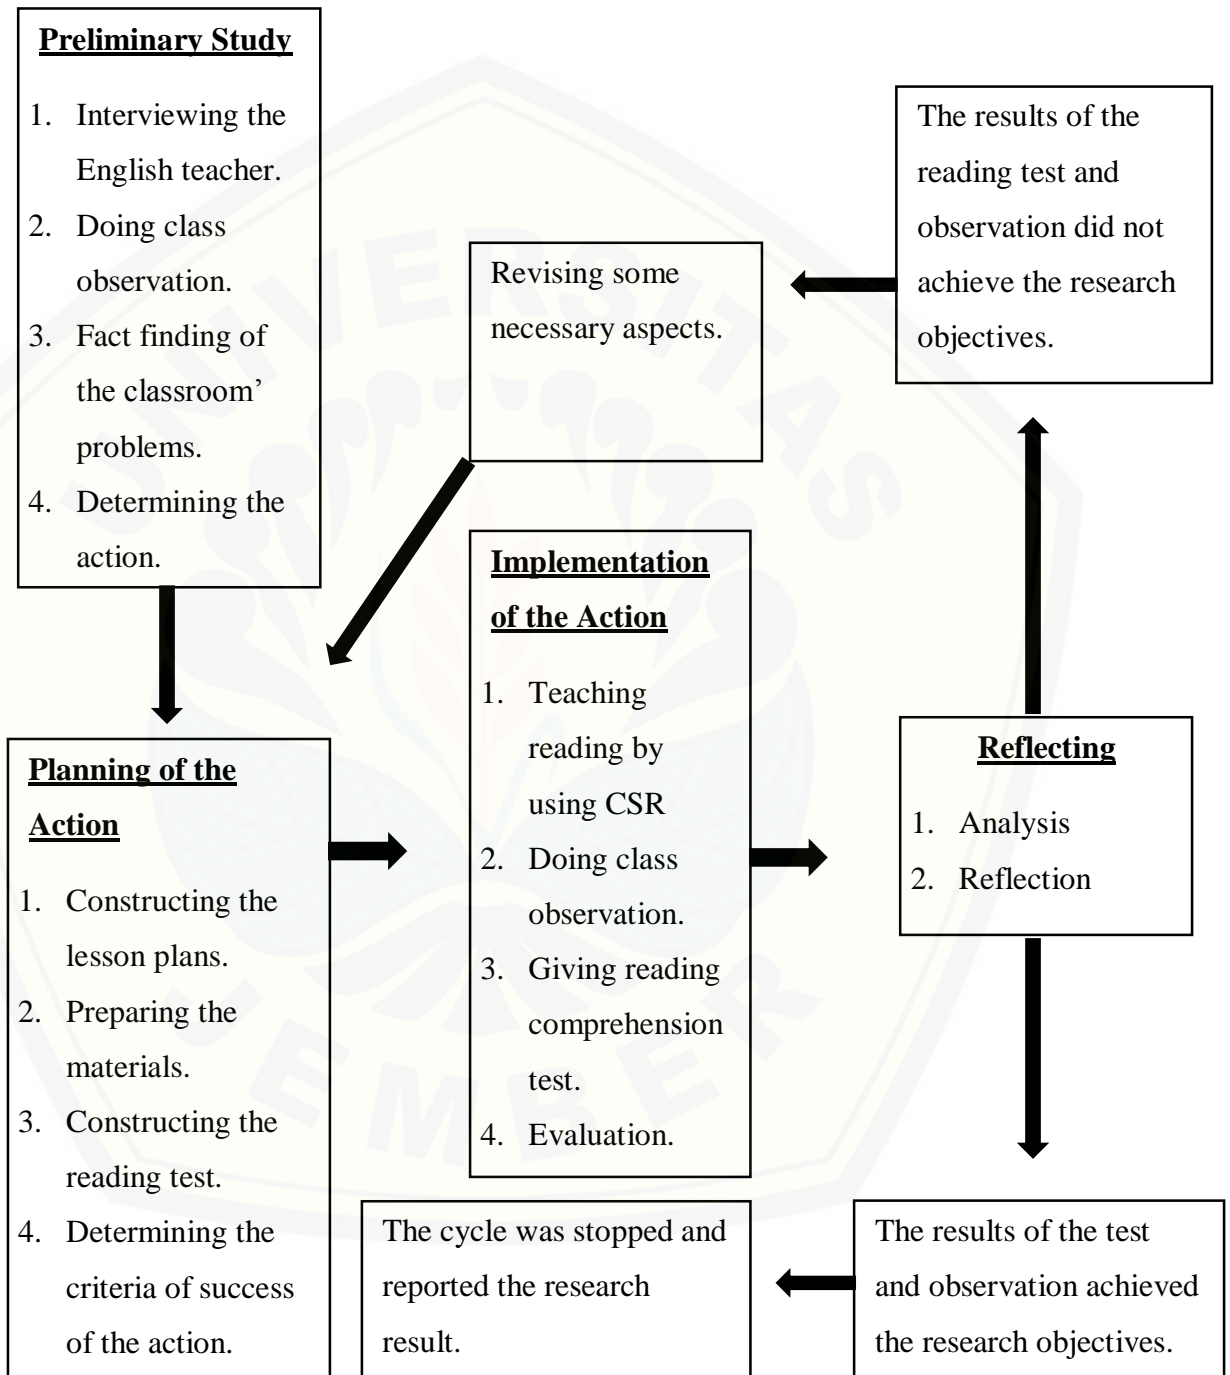 Preliminary Study
1. Interviewing the
English teacher.
2. Doing class
observation.
3. Fact finding of
the classroom’
problems.
4. Determining the
action.
The results of the
reading test and
observation did not
achieve the research
objectives.
Revising some
necessary aspects.
Planning of the
Action
1. Constructing the
lesson plans.
2. Preparing the
materials.
3. Constructing the
reading test.
4. Determining the
criteria of success
of the action.
Implementation
of the Action
1. Teaching
reading by
using CSR
2. Doing class
observation.
3. Giving reading
comprehension
test.
4. Evaluation.
Reflecting
1. Analysis
2. Reflection
The results of the test
and observation achieved
the research objectives.
The cycle was stopped and
reported the research
result.
UNIVERSITAS
JEMBER